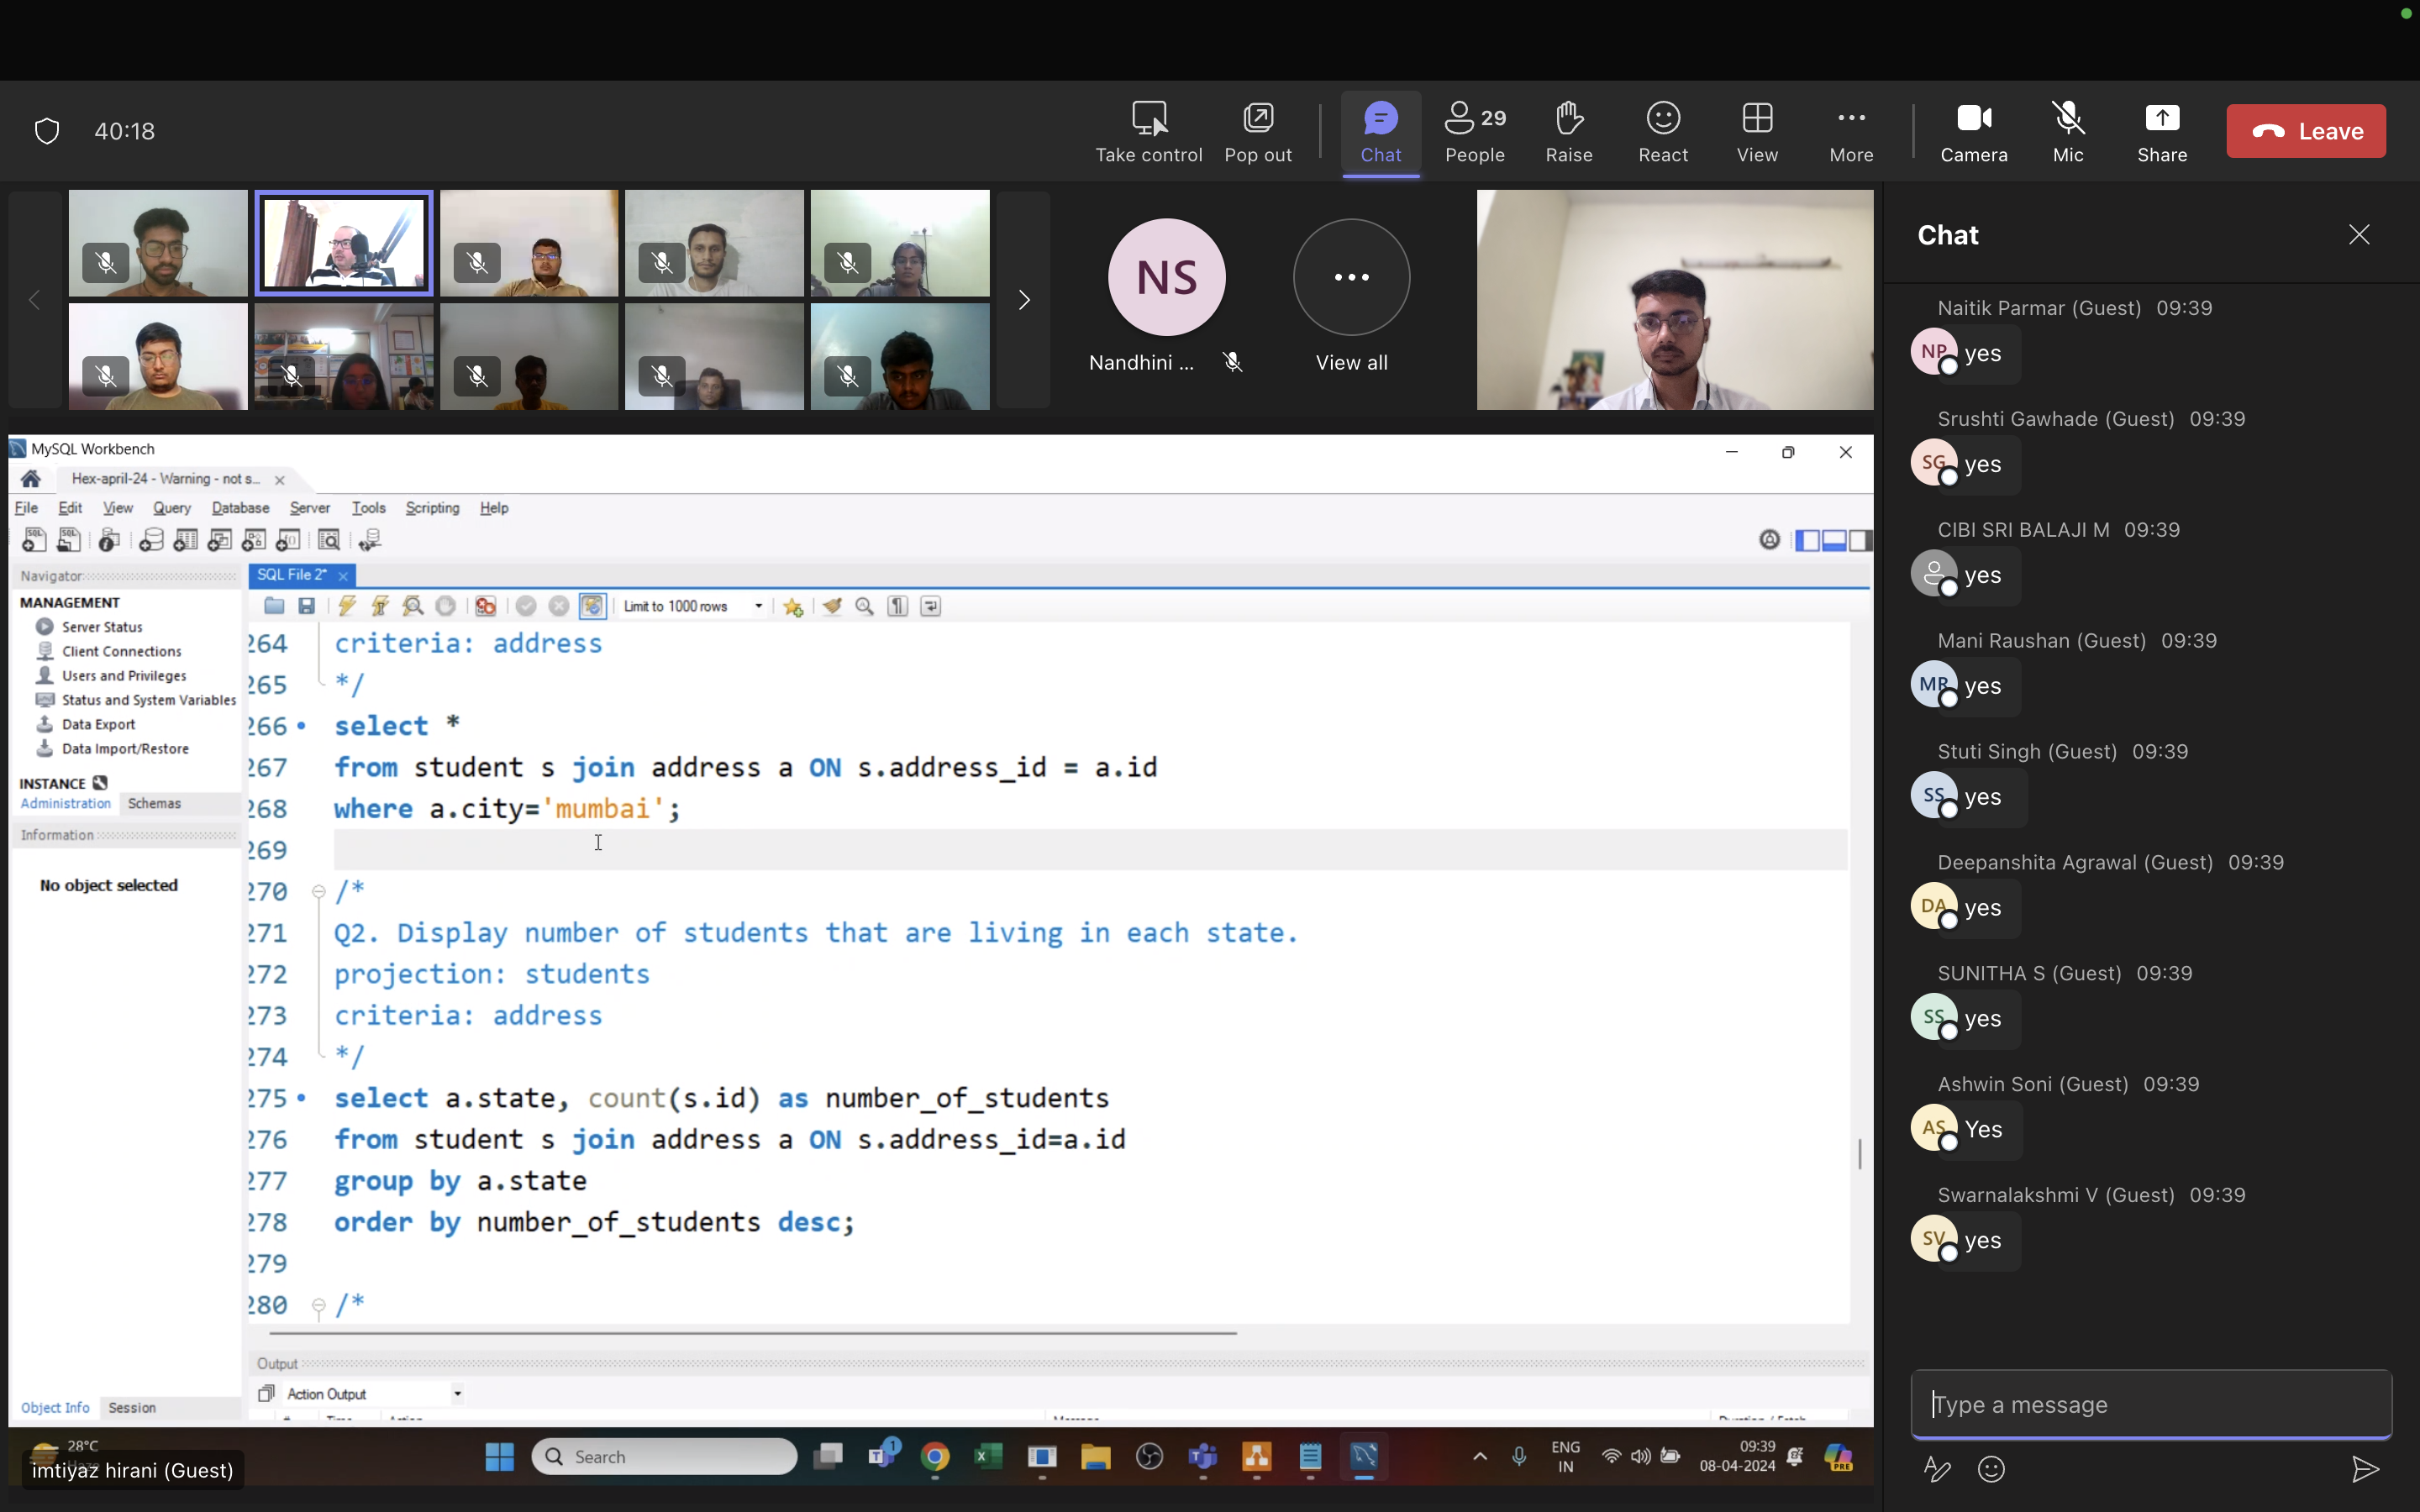 40:18
Take control
Pop out
Chat
29
People
Raise
React
View
More
Camera
Mic
Share
Leave
NS
Nandhini ...
View all
MySQL Workbench
Hex-april-24 - Warning - not s...
File Edit View Query Database Server Tools Scripting Help
Navigator
MANAGEMENT
Server Status
Client Connections
Users and Privileges
Status and System Variables
Data Export
Data Import/Restore
INSTANCE
Administration Schemas
Information
No object selected
Object Info Session
SQL File 2*
Limit to 1000 rows
264 criteria: address
265 */
266 select *
267 from student s join address a ON s.address_id = a.id
268 where a.city='mumbai';
269
270 /*
271 Q2. Display number of students that are living in each state.
272 projection: students
273 criteria: address
274 */
275 select a.state, count(s.id) as number_of_students
276 from student s join address a ON s.address_id=a.id
277 group by a.state
278 order by number_of_students desc;
279
280 /*
Output
Action Output
28°C
imtiyaz hirani (Guest)
Search
1
ENG
IN
09:39
08-04-2024
PRE
Chat
Naitik Parmar (Guest) 09:39
NP yes
Srushti Gawhade (Guest) 09:39
SG yes
CIBI SRI BALAJI M 09:39
yes
Mani Raushan (Guest) 09:39
MR yes
Stuti Singh (Guest) 09:39
SS yes
Deepanshita Agrawal (Guest) 09:39
DA yes
SUNITHA S (Guest) 09:39
SS yes
Ashwin Soni (Guest) 09:39
AS Yes
Swarnalakshmi V (Guest) 09:39
SV yes
Type a message